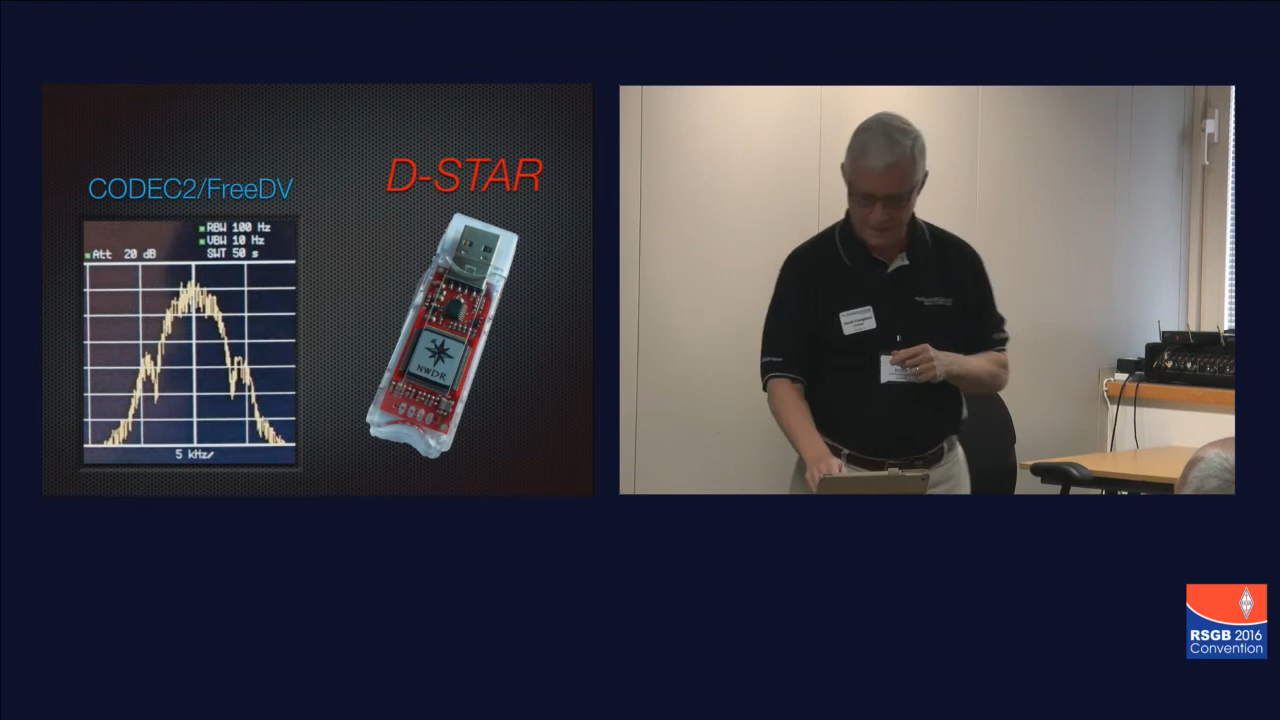 CODEC2/FreeDV
D-STAR
RBW 100 Hz
VBW 10 Hz
Att 20 dB
SWT 50 s
NWDR
5 kHz/
RSGB 2016
Convention